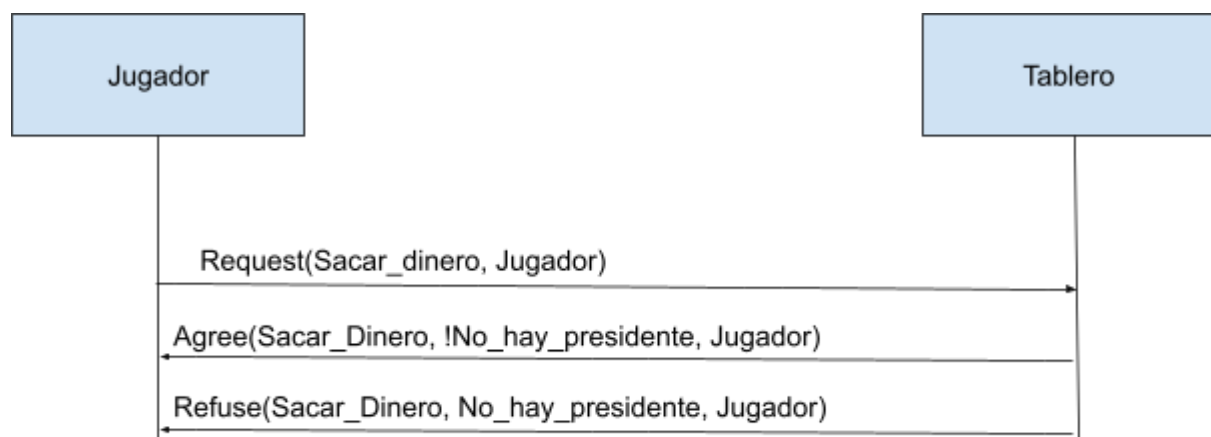 Jugador
Tablero
Request(Sacar_dinero, Jugador)
Agree(Sacar_Dinero, !No_hay_presidente, Jugador)
Refuse(Sacar_Dinero, No_hay_presidente, Jugador)